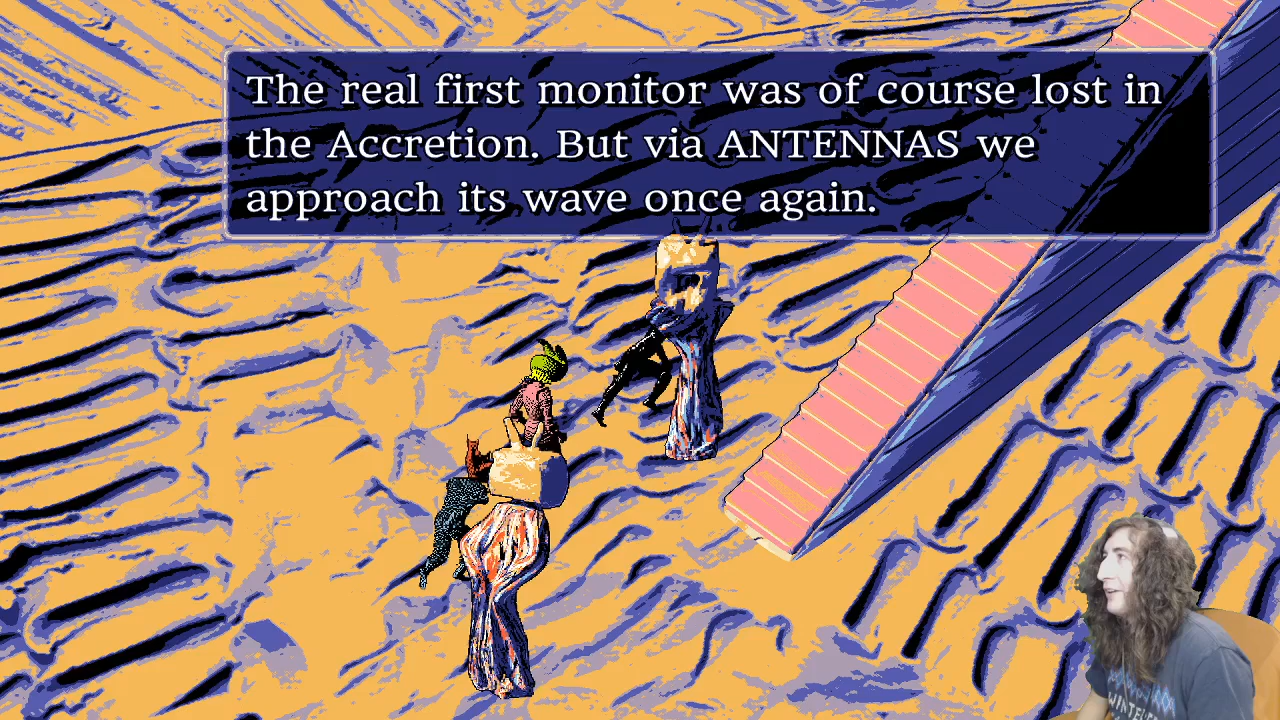 The real first monitor was of course lost in
the Accretion. But via ANTENNAS we
approach its wave once again.